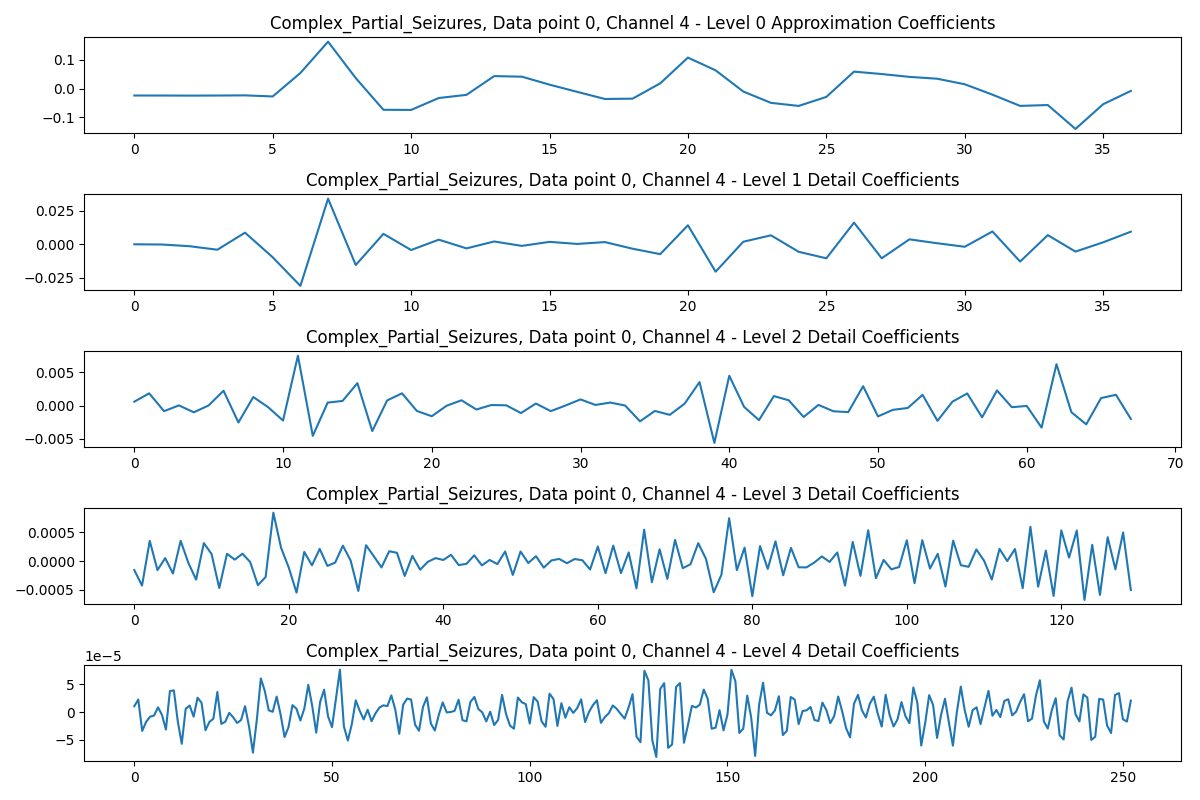 Complex_Partial_Seizures, Data point 0, Channel 4 - Level 0 Approximation Coefficients
0.1
0.0
−0.1
0 5 10 15 20 25 30 35
Complex_Partial_Seizures, Data point 0, Channel 4 - Level 1 Detail Coefficients
0.025
0.000
−0.025
0 5 10 15 20 25 30 35
Complex_Partial_Seizures, Data point 0, Channel 4 - Level 2 Detail Coefficients
0.005
0.000
−0.005
0 10 20 30 40 50 60 70
Complex_Partial_Seizures, Data point 0, Channel 4 - Level 3 Detail Coefficients
0.0005
0.0000
−0.0005
0 20 40 60 80 100 120
Complex_Partial_Seizures, Data point 0, Channel 4 - Level 4 Detail Coefficients
1e−5
5
0
−5
0 50 100 150 200 250